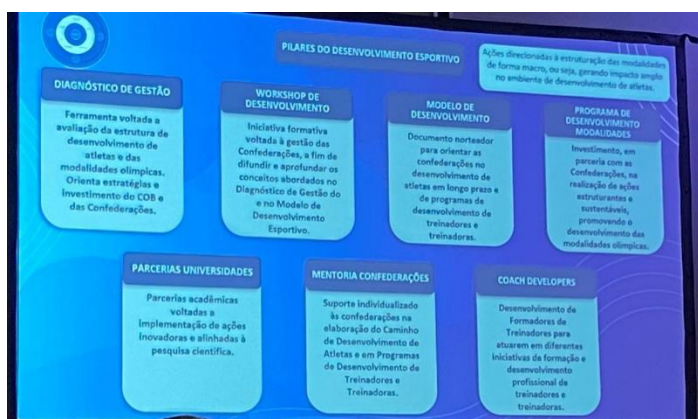 PILARES DO DESENVOLVIMENTO ESPORTIVO
Ações direcionadas à estruturação das modalidades
de forma macro, ou seja, gerando impacto amplo
no ambiente de desenvolvimento de atletas.
DIAGNÓSTICO DE GESTÃO
Ferramenta voltada a
avaliação da estrutura de
desenvolvimento de
atletas e das
modalidades olímpicas.
Orienta estratégias e
investimento do COB e
das Confederações.
WORKSHOP DE
DESENVOLVIMENTO
Iniciativa formativa
voltada à gestão das
Confederações, a fim de
difundir e aprofundar os
conceitos abordados no
Diagnóstico de Gestão do
e no Modelo de
Desenvolvimento
Esportivo.
MODELO DE
DESENVOLVIMENTO
Documento norteador
para orientar as
confederações no
desenvolvimento de
atletas em longo prazo e
de programas de
desenvolvimento de
treinadores e
treinadoras.
PROGRAMA DE
DESENVOLVIMENTO
MODALIDADES
Investimento, em
parceria com as
Confederações, na
realização de ações
estruturantes e
sustentáveis,
promovendo o
desenvolvimento das
modalidades olímpicas.
PARCERIAS UNIVERSIDADES
Parcerias acadêmicas
voltadas a
implementação de ações
inovadoras e alinhadas à
pesquisa científica.
MENTORIA CONFEDERAÇÕES
Suporte individualizado
às confederações na
elaboração do Caminho
de Desenvolvimento de
Atletas e em Programas
de Desenvolvimento de
Treinadores e
Treinadoras.
COACH DEVELOPERS
Desenvolvimento de
Formadores de
Treinadores para
atuarem em diferentes
iniciativas de formação e
desenvolvimento
profissional de
treinadores e
treinadoras.